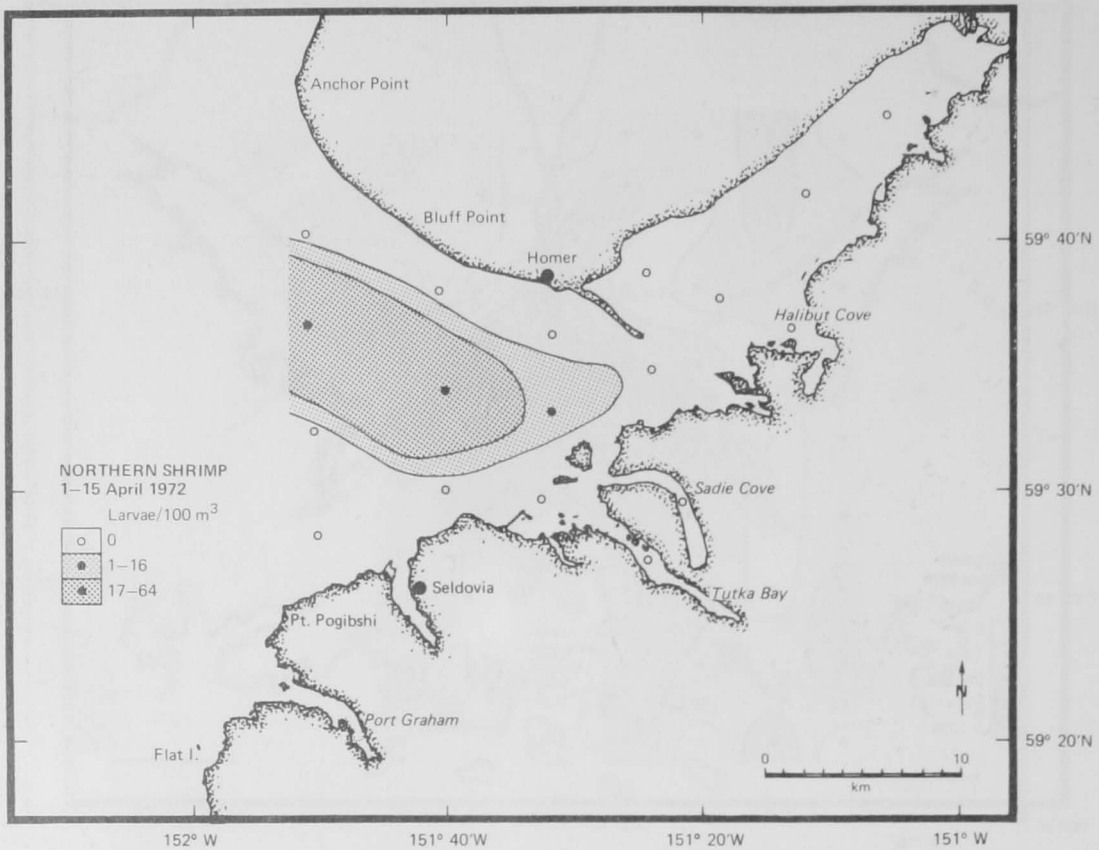 Anchor Point
Bluff Point
Homer
59° 40'N
Halibut Cove
NORTHERN SHRIMP
1–15 April 1972
Larvae/100 m³
0
1–16
17–64
59° 30'N
Sadie Cove
Seldovia
Tutka Bay
Pt. Pogibshi
N
Port Graham
Flat I.
0 10
km
59° 20'N
152° W 151° 40'W 151° 20'W 151° W